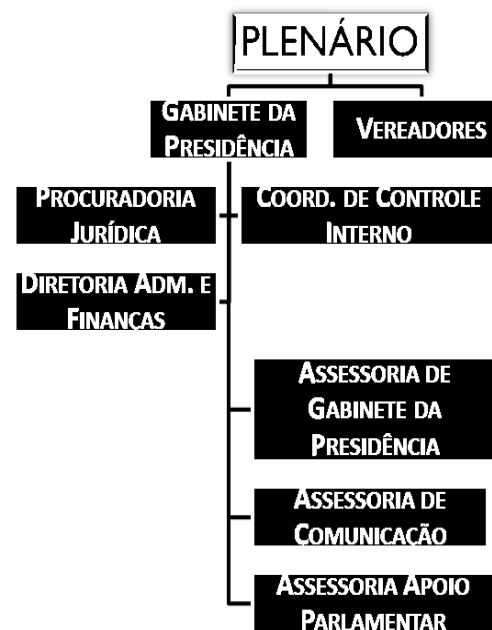 PLENÁRIO
GABINETE DA
PRESIDÊNCIA
VEREADORES
PROCURADORIA
JURÍDICA
COORD. DE CONTROLE
INTERNO
DIRETORIA ADM. E
FINANÇAS
ASSESSORIA DE
GABINETE DA
PRESIDÊNCIA
ASSESSORIA DE
COMUNICAÇÃO
ASSESSORIA APOIO
PARLAMENTAR